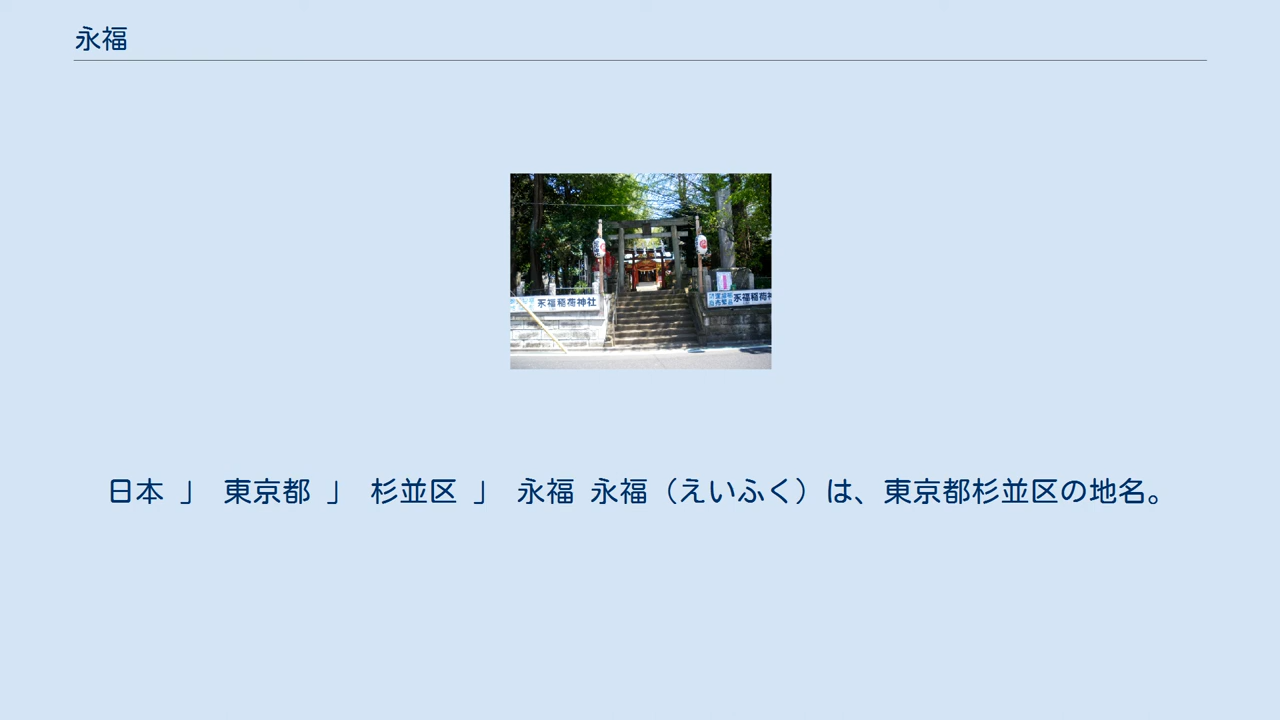 永福
永福稲荷神社
永福稲荷神
日本 」 東京都 」 杉並区 」 永福 永福（えいふく）は、東京都杉並区の地名。